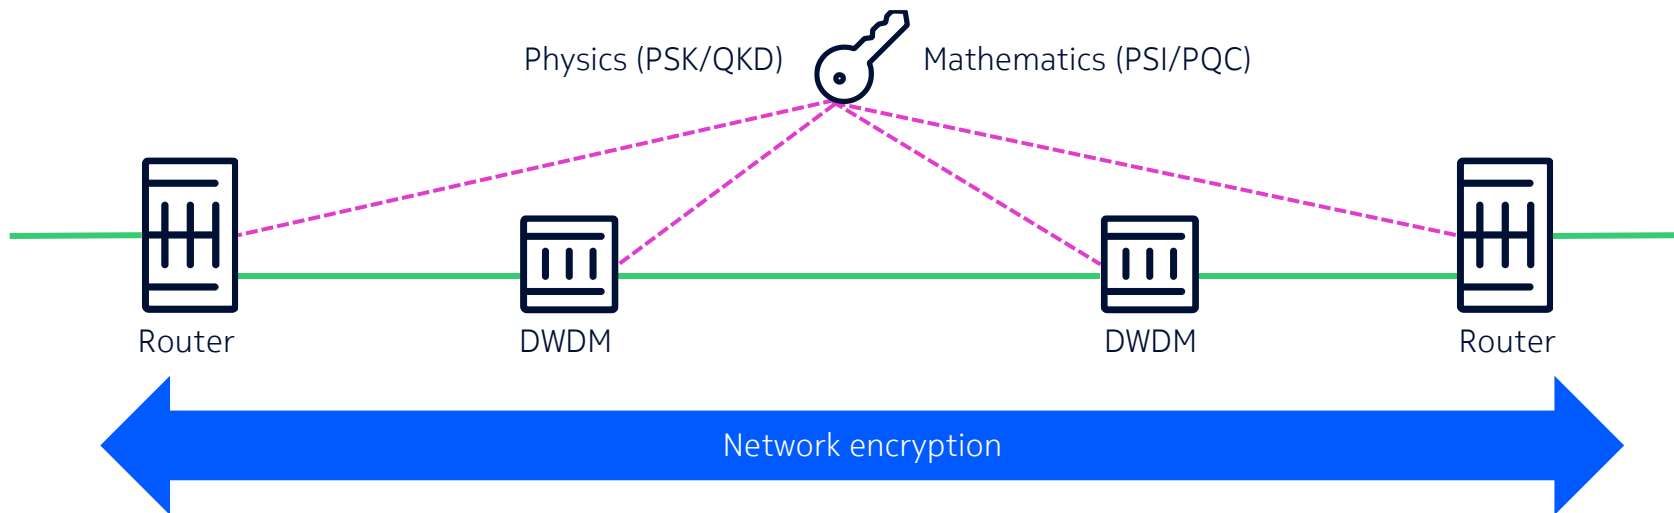 Physics (PSK/QKD)
Mathematics (PSI/PQC)
Router
DWDM
DWDM
Router
Network encryption